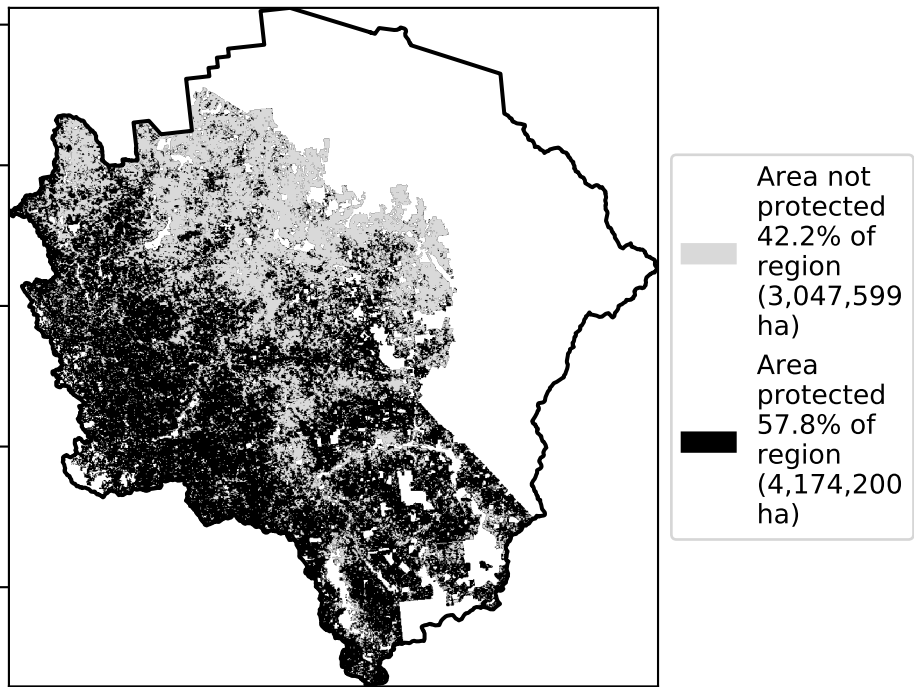 Area not
protected
42.2% of
region
(3,047,599
ha)
Area
protected
57.8% of
region
(4,174,200
ha)